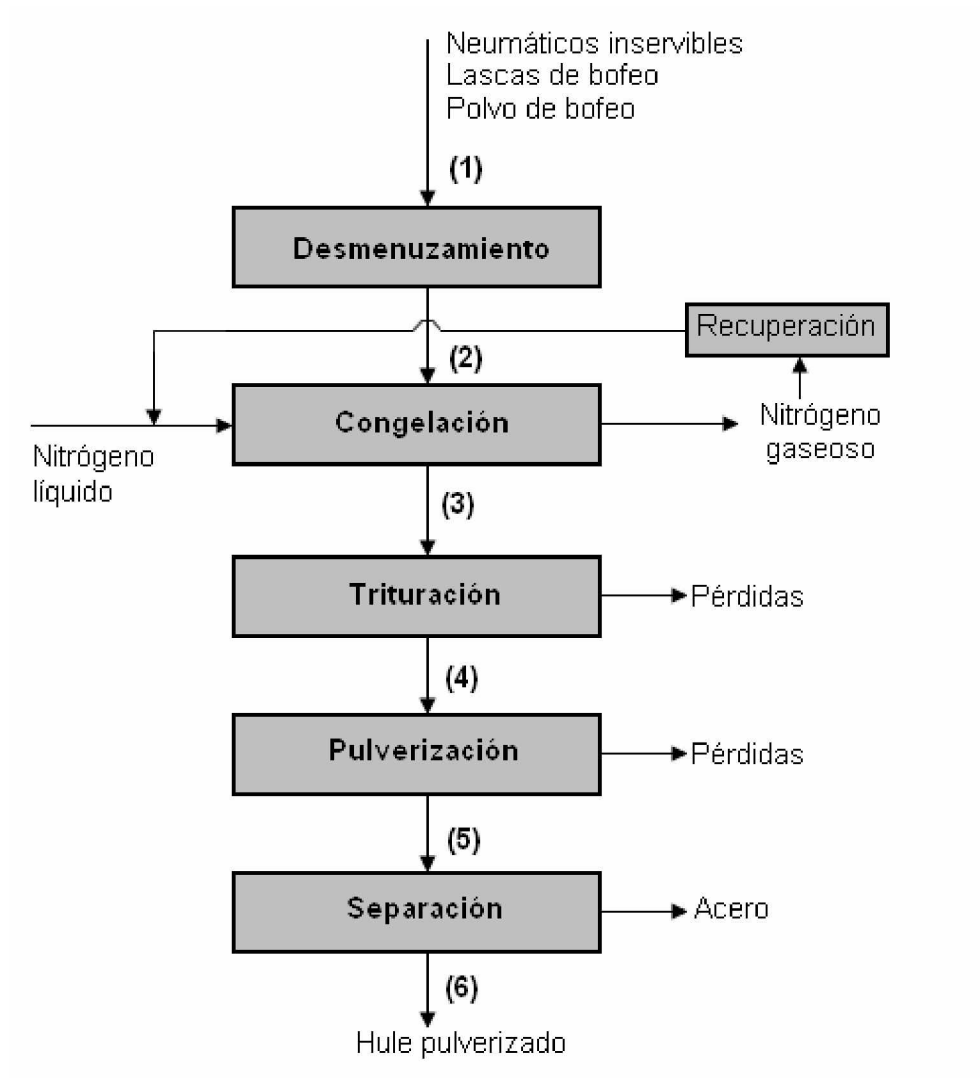 Neumáticos inservibles
Lascas de bofeo
Polvo de bofeo
(1)
Desmenuzamiento
Recuperación
(2)
Congelación
Nitrógeno
gaseoso
Nitrógeno
líquido
(3)
Trituración
Pérdidas
(4)
Pulverización
Pérdidas
(5)
Separación
Acero
(6)
Hule pulverizado